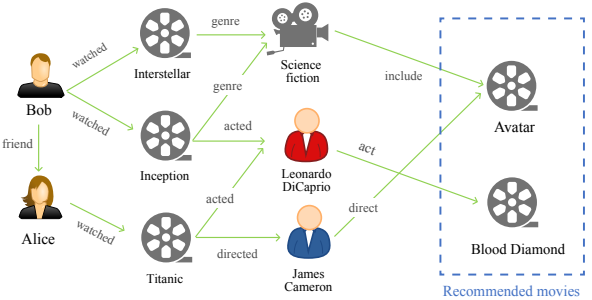 genre
watched
Interstellar
Science
fiction
include
genre
Bob
watched
acted
Avatar
friend
Inception
Leonardo
DiCaprio
act
acted
direct
Alice
watched
directed
Blood Diamond
Titanic
James
Cameron
Recommended movies